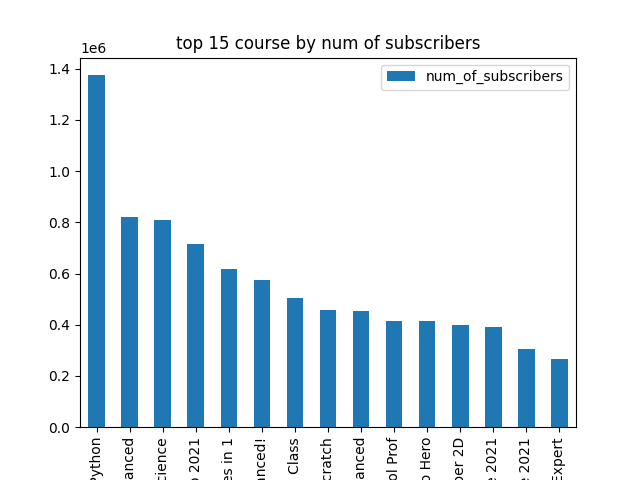 top 15 course by num of subscribers
1e6
num_of_subscribers
1.4
1.2
1.0
0.8
0.6
0.4
0.2
0.0
Python
anced
cience
o 2021
es in 1
anced!
Class
cratch
anced
ol Prof
o Hero
per 2D
e 2021
e 2021
Expert